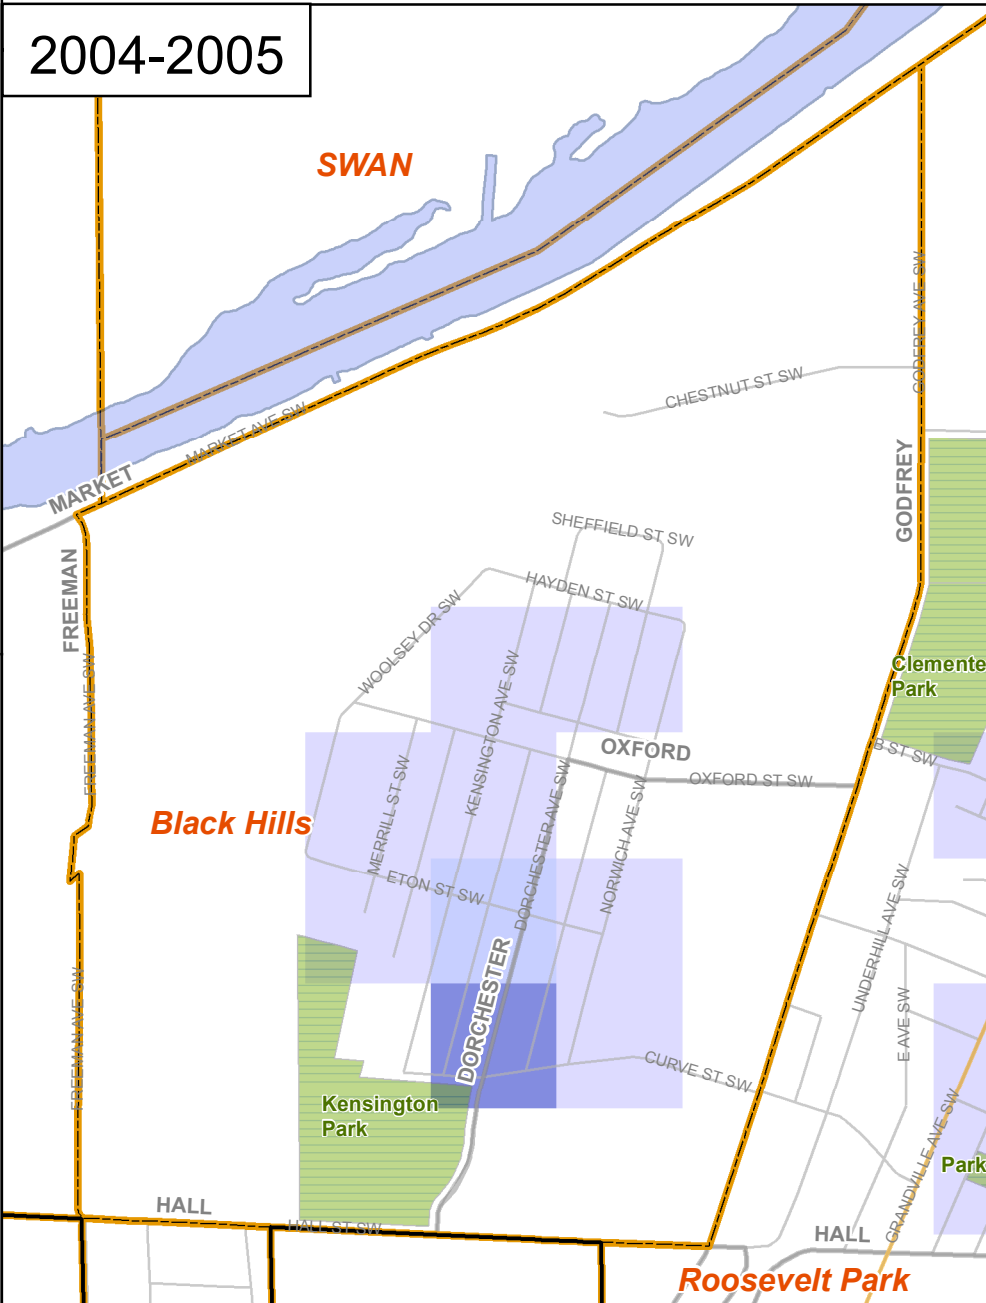 2004-2005
SWAN
GODFREY AVE SW
CHESTNUT ST SW
MARKET AVE SW
MARKET
GODFREY
SHEFFIELD ST SW
FREEMAN
HAYDEN ST SW
WOOLSEY DR SW
Clemente
Park
FREEMAN AVE SW
KENSINGTON AVE SW
OXFORD
B ST SW
OXFORD ST SW
MERRILL ST SW
DORCHESTER AVE SW
NORWICH AVE SW
Black Hills
ETON ST SW
UNDERHILL AVE SW
DORCHESTER
FREEMAN AVE SW
E AVE SW
CURVE ST SW
Kensington
Park
GRANDVILLE AVE SW
Park
HALL
HALL ST SW
HALL
Roosevelt Park